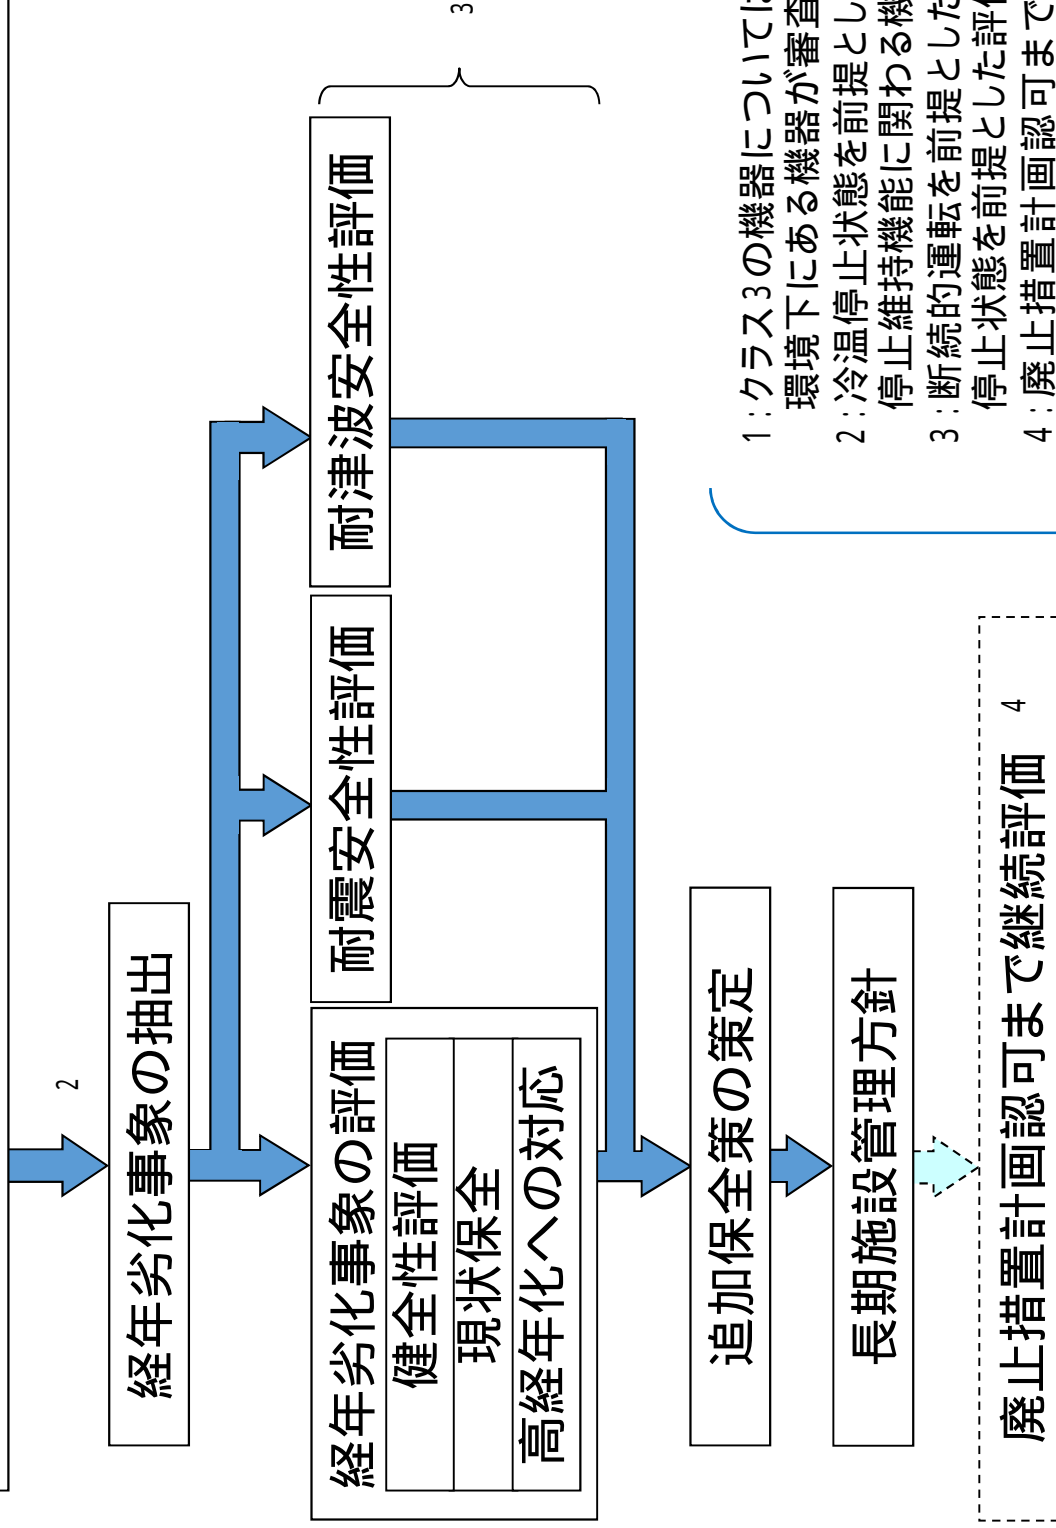 2
経年劣化事象の抽出
3
経年劣化事象の評価
健全性評価
現状保全
高経年化への対応
耐震安全性評価
耐津波安全性評価
追加保全策の策定
長期施設管理方針
廃止措置計画認可まで継続評価 4
1:クラス3の機器については
環境下にある機器が審査
2:冷温停止状態を前提とし
停止維持機能に関わる機
3:断続的運転を前提とした
停止状態を前提とした評価
4:廃止措置計画認可まで